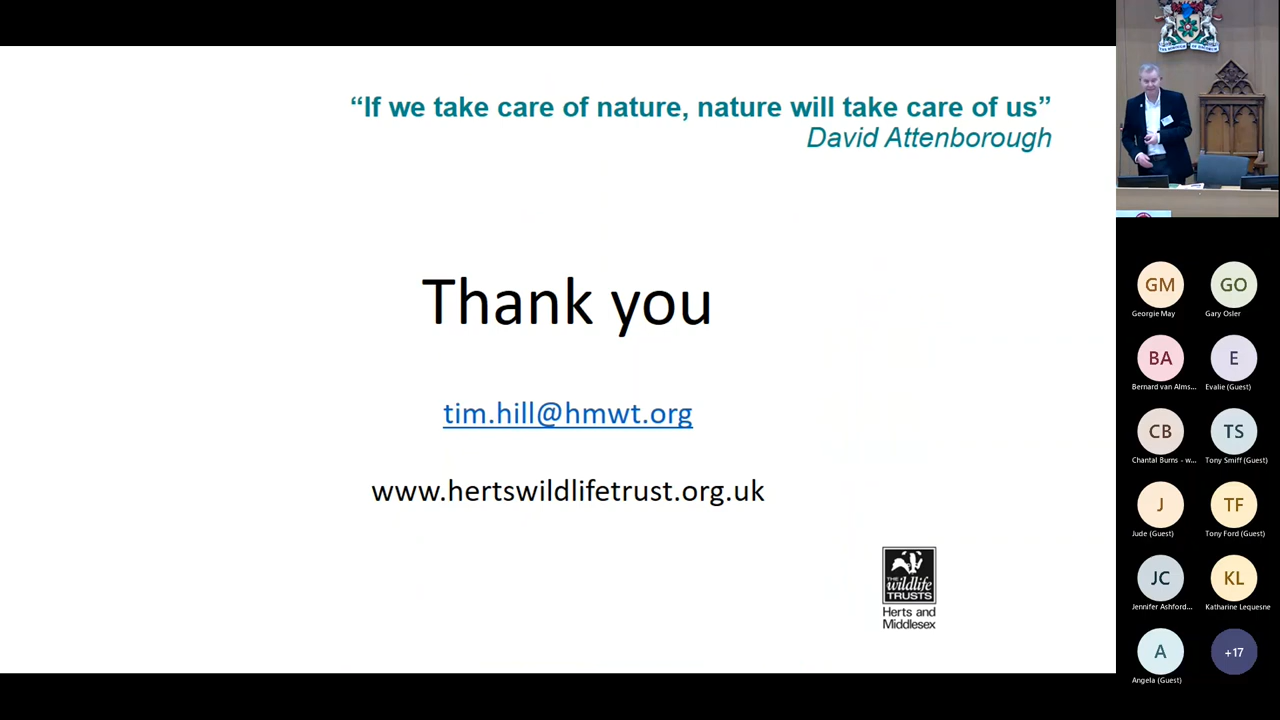 “If we take care of nature, nature will take care of us”
David Attenborough
Thank you
tim.hill@hmwt.org
www.hertswildlifetrust.org.uk
THE
wildlife
TRUSTS
Herts and
Middlesex
GM
Georgie May
GO
Gary Osler
BA
Bernard van Alms...
E
Evalie (Guest)
CB
Chantal Burns - w...
TS
Tony Smiff (Guest)
J
Jude (Guest)
TF
Tony Ford (Guest)
JC
Jennifer Ashford...
KL
Katharine Lequesne
A
Angela (Guest)
+17